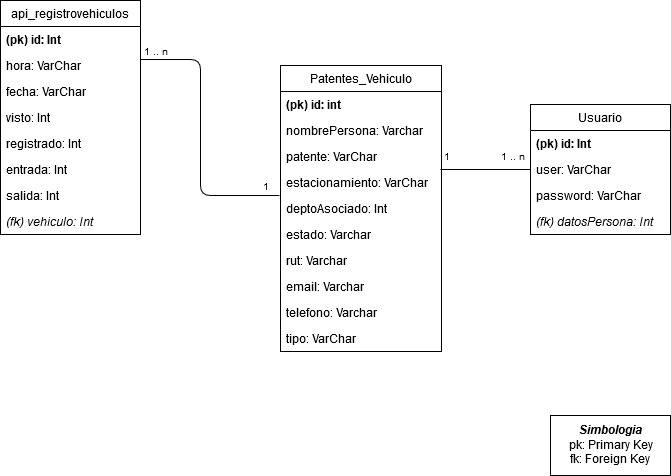 api_registrovehiculos
(pk) id: Int
hora: VarChar
fecha: VarChar
visto: Int
registrado: Int
entrada: Int
salida: Int
(fk) vehiculo: Int
1 .. n
1
Patentes_Vehiculo
(pk) id: int
nombrePersona: Varchar
patente: VarChar
estacionamiento: VarChar
deptoAsociado: Int
estado: Varchar
rut: Varchar
email: Varchar
telefono: Varchar
tipo: VarChar
1
1 .. n
Usuario
(pk) id: Int
user: VarChar
password: VarChar
(fk) datosPersona: Int
Simbologia
pk: Primary Key
fk: Foreign Key